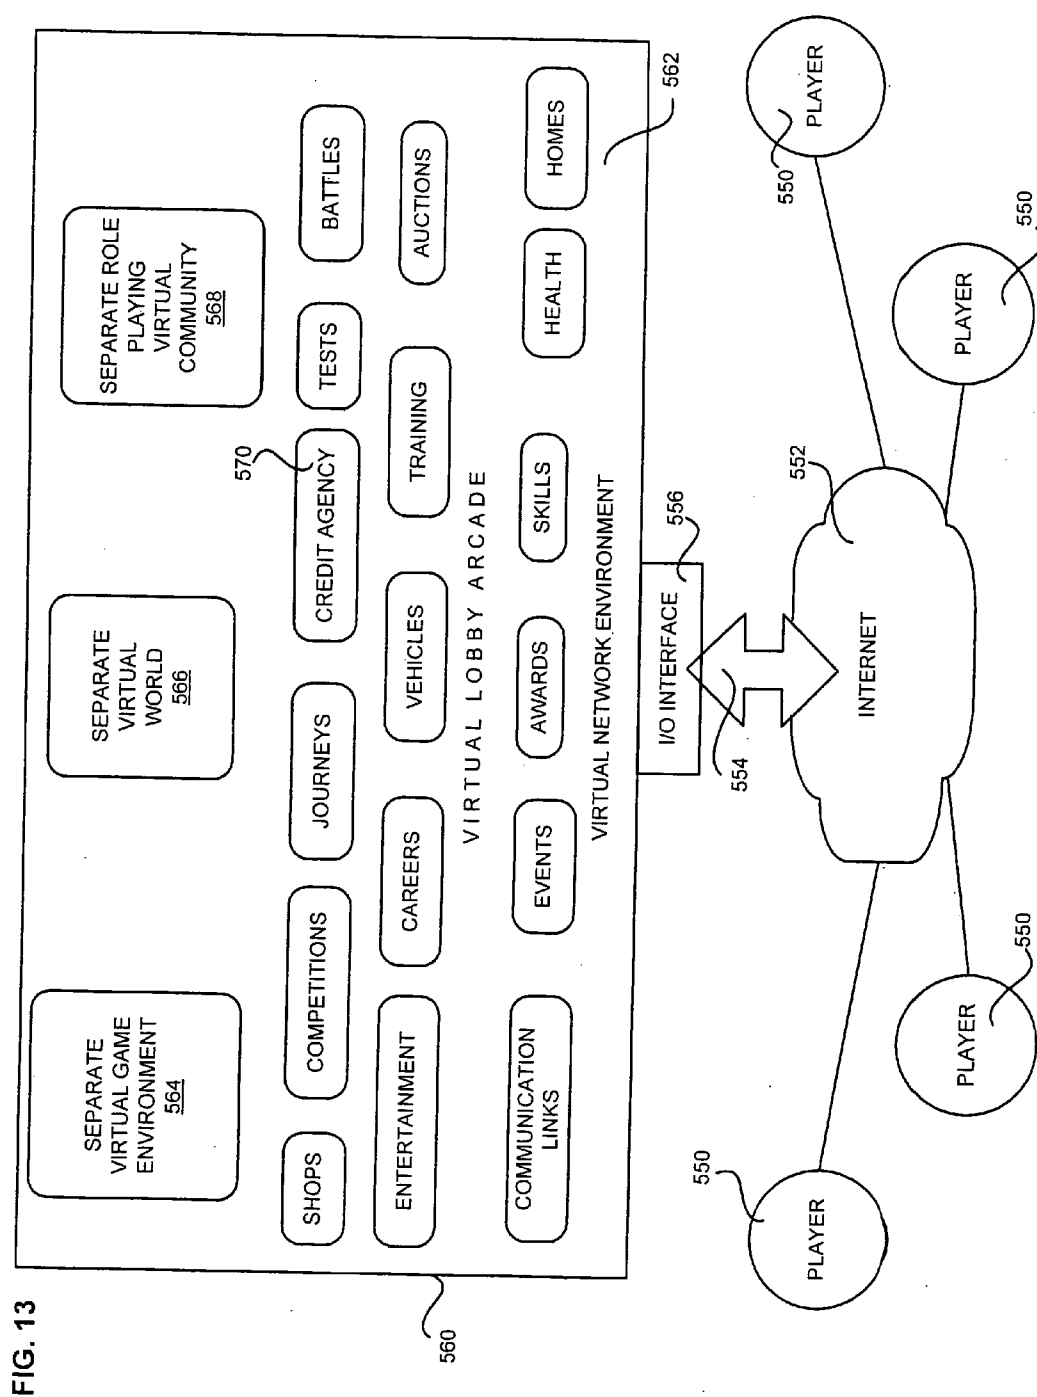 FIG. 13
SEPARATE
VIRTUAL GAME
ENVIRONMENT
564
SEPARATE
VIRTUAL
WORLD
566
SEPARATE ROLE
PLAYING
VIRTUAL
COMMUNITY
568
SHOPS
COMPETITIONS
JOURNEYS
CREDIT AGENCY
570
TESTS
BATTLES
ENTERTAINMENT
CAREERS
VEHICLES
TRAINING
AUCTIONS
VIRTUAL LOBBY ARCADE
COMMUNICATION
LINKS
EVENTS
AWARDS
SKILLS
HEALTH
HOMES
VIRTUAL NETWORK ENVIRONMENT
560
562
I/O INTERFACE
556
554
552
INTERNET
550
PLAYER
550
PLAYER
550
PLAYER
550
PLAYER